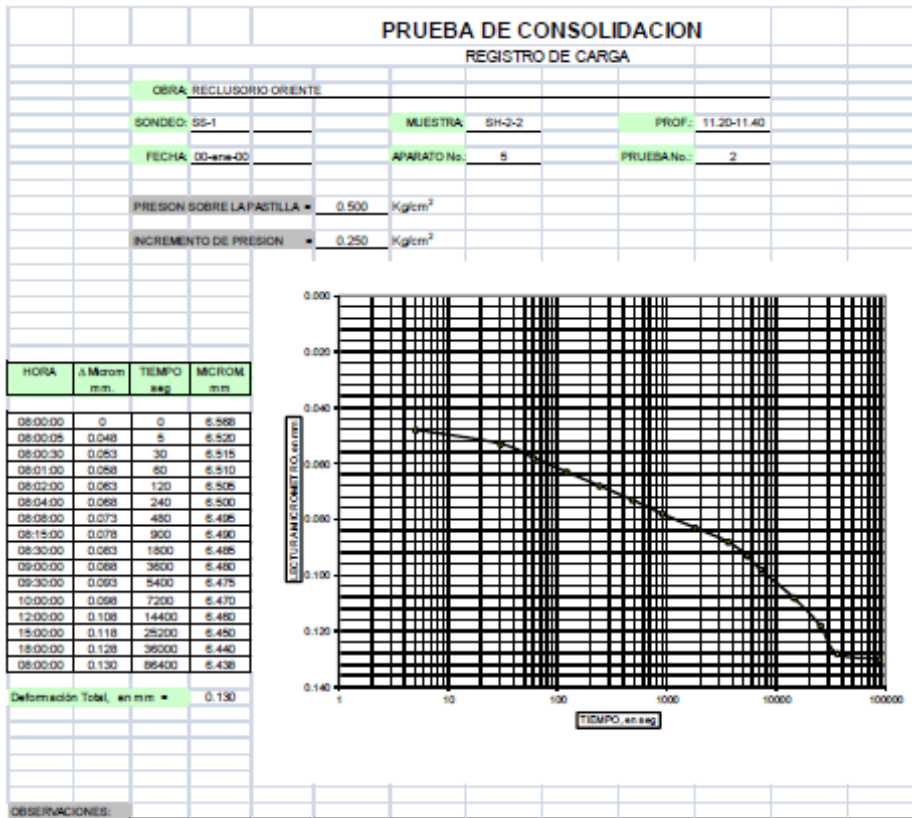 PRUEBA DE CONSOLIDACION
REGISTRO DE CARGA
OBRA: RECLUSORIO ORIENTE
SONDEO: SS-1 MUESTRA: SH-2-2 PROF.: 11.20-11.40
FECHA: 00-ene-00 APARATO No.: 5 PRUEBA No.: 2
PRESION SOBRE LA PASTILLA = 0.500 Kg/cm²
INCREMENTO DE PRESION = 0.250 Kg/cm²
HORA Δ Microm mm. TIEMPO seg MICROM. mm
08:00:00 0 0 6.568
08:00:05 0.048 5 6.520
08:00:30 0.053 30 6.515
08:01:00 0.058 60 6.510
08:02:00 0.063 120 6.505
08:04:00 0.068 240 6.500
08:08:00 0.073 480 6.495
08:15:00 0.078 900 6.490
08:30:00 0.083 1800 6.485
09:00:00 0.088 3600 6.480
09:30:00 0.093 5400 6.475
10:00:00 0.098 7200 6.470
12:00:00 0.108 14400 6.460
15:00:00 0.118 25200 6.450
18:00:00 0.128 36000 6.440
08:00:00 0.130 86400 6.438
Deformación Total, en mm = 0.130
0.000
0.020
0.040
0.060
0.080
0.100
0.120
0.140
LECTURA MICROMETRO, en mm
1 10 100 1000 10000 100000
TIEMPO, en seg
OBSERVACIONES: